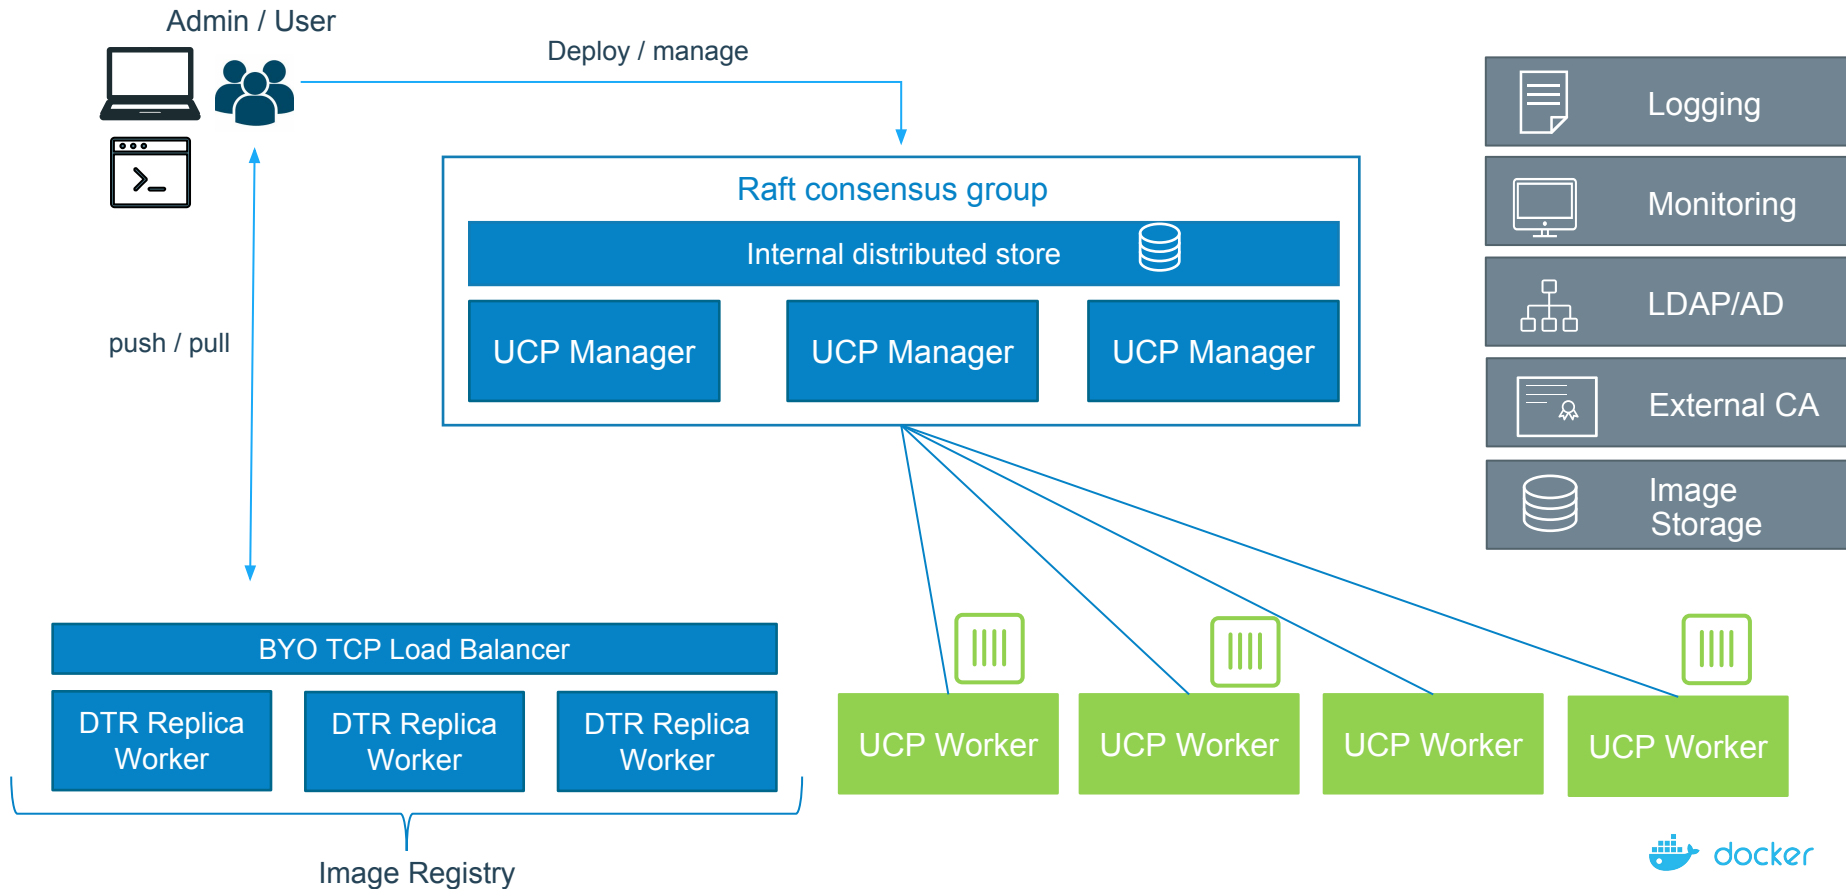 Admin / User
Deploy / manage
Logging
Raft consensus group
Monitoring
Internal distributed store
LDAP/AD
push / pull
UCP Manager
UCP Manager
UCP Manager
External CA
Image
Storage
BYO TCP Load Balancer
DTR Replica
Worker
DTR Replica
Worker
DTR Replica
Worker
UCP Worker
UCP Worker
UCP Worker
UCP Worker
Image Registry
docker